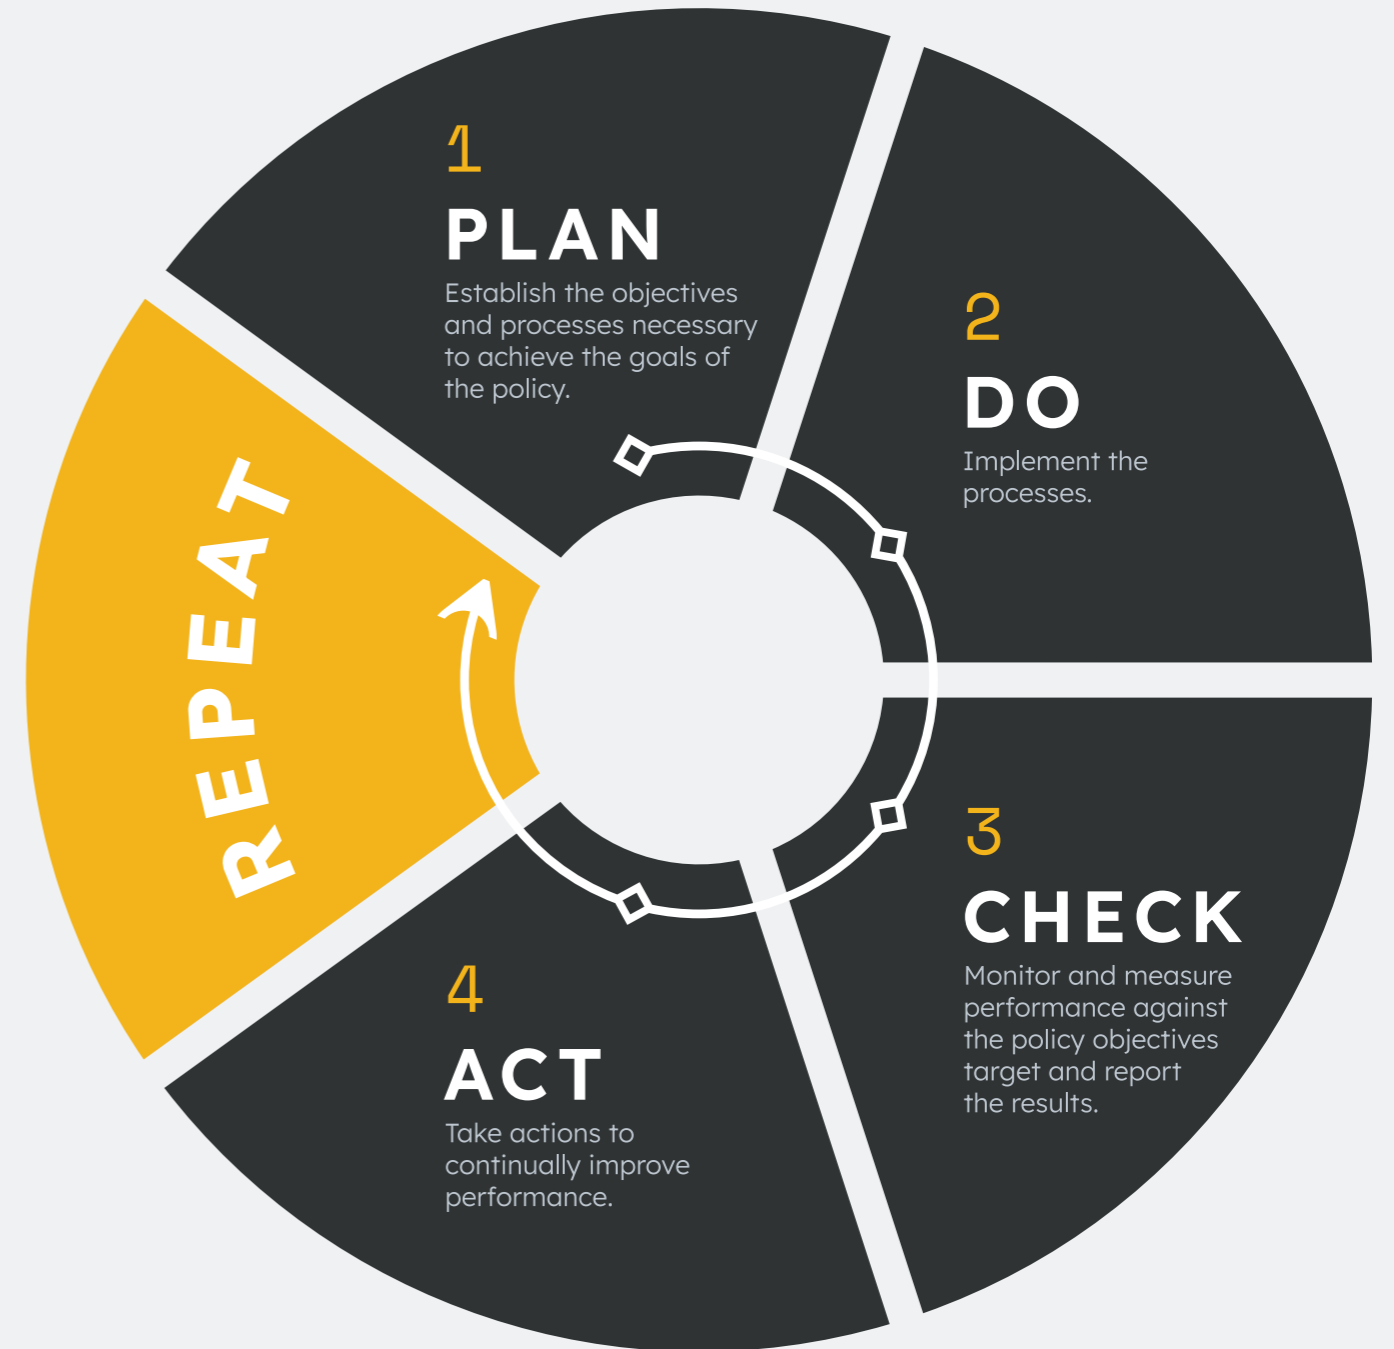 1
PLAN
Establish the objectives
and processes necessary
to achieve the goals of
the policy.
2
DO
Implement the
processes.
3
CHECK
Monitor and measure
performance against
the policy objectives
target and report
the results.
4
ACT
Take actions to
continually improve
performance.
REPEAT